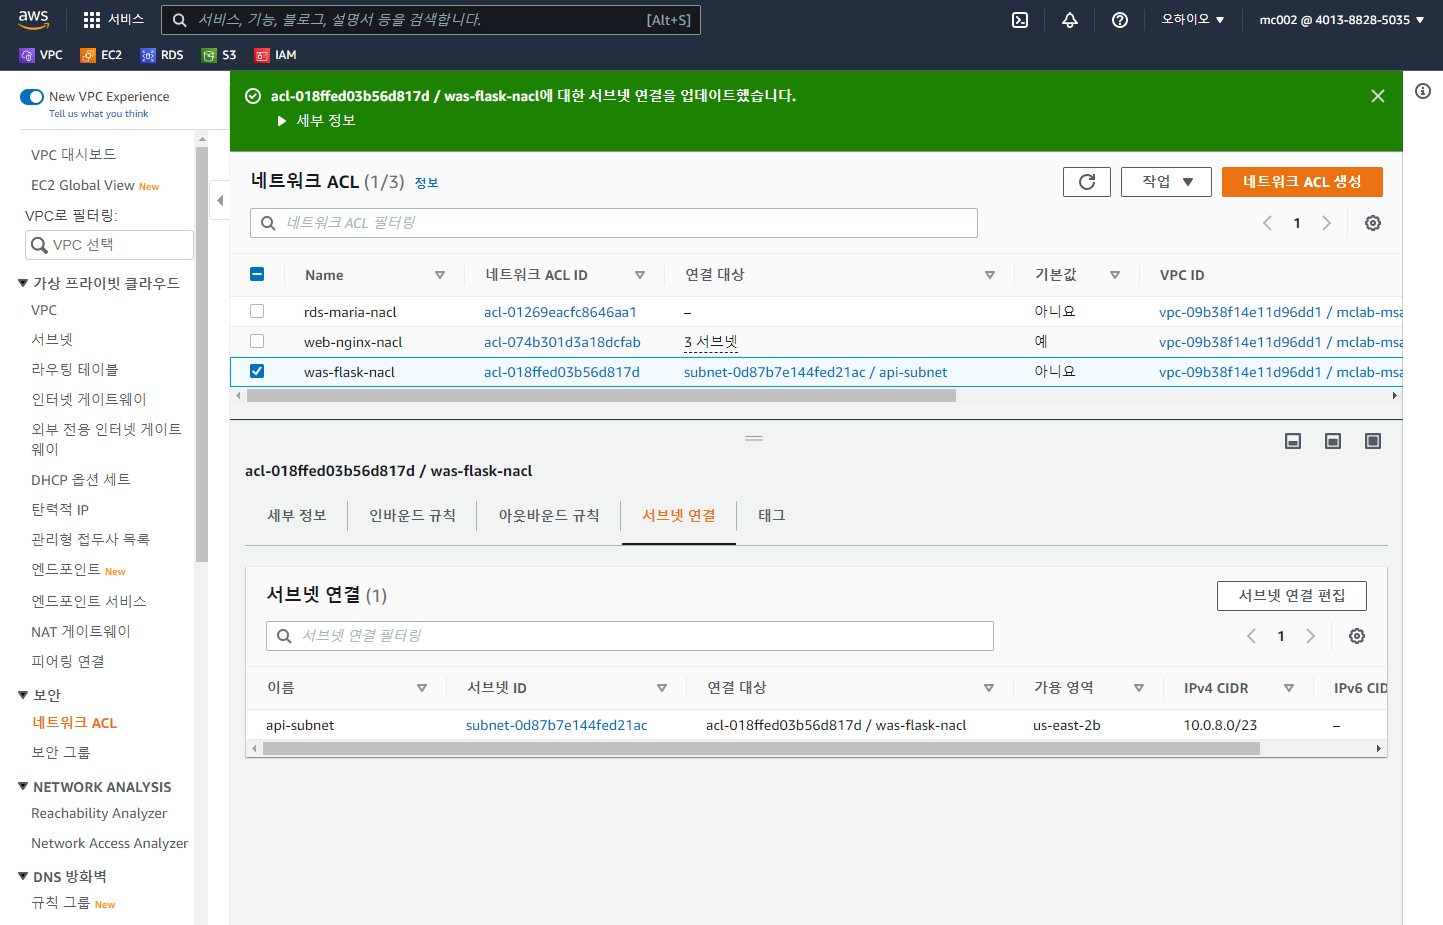 aws
서비스
서비스, 기능, 블로그, 설명서 등을 검색합니다.
[Alt+S]
오하이오 ▼
mc002 @ 4013-8828-5035 ▼
VPC
EC2
RDS
S3
IAM
New VPC Experience
Tell us what you think
VPC 대시보드
EC2 Global View New
VPC로 필터링:
VPC 선택
가상 프라이빗 클라우드
VPC
서브넷
라우팅 테이블
인터넷 게이트웨이
외부 전용 인터넷 게이트
웨이
DHCP 옵션 세트
탄력적 IP
관리형 접두사 목록
엔드포인트 New
엔드포인트 서비스
NAT 게이트웨이
피어링 연결
보안
네트워크 ACL
보안 그룹
NETWORK ANALYSIS
Reachability Analyzer
Network Access Analyzer
DNS 방화벽
규칙 그룹 New
acl-018ffed03b56d817d / was-flask-nacl에 대한 서브넷 연결을 업데이트했습니다.
세부 정보
네트워크 ACL (1/3) 정보
작업
네트워크 ACL 생성
네트워크 ACL 필터링
1
Name 네트워크 ACL ID 연결 대상 기본값 VPC ID
rds-maria-nacl acl-01269eacfc8646aa1 – 아니요 vpc-09b38f14e11d96dd1 / mclab-msa
web-nginx-nacl acl-074b301d3a18dcfab 3 서브넷 예 vpc-09b38f14e11d96dd1 / mclab-msa
was-flask-nacl acl-018ffed03b56d817d subnet-0d87b7e144fed21ac / api-subnet 아니요 vpc-09b38f14e11d96dd1 / mclab-msa
acl-018ffed03b56d817d / was-flask-nacl
세부 정보
인바운드 규칙
아웃바운드 규칙
서브넷 연결
태그
서브넷 연결 (1)
서브넷 연결 편집
서브넷 연결 필터링
1
이름 서브넷 ID 연결 대상 가용 영역 IPv4 CIDR IPv6 CID
api-subnet subnet-0d87b7e144fed21ac acl-018ffed03b56d817d / was-flask-nacl us-east-2b 10.0.8.0/23 –